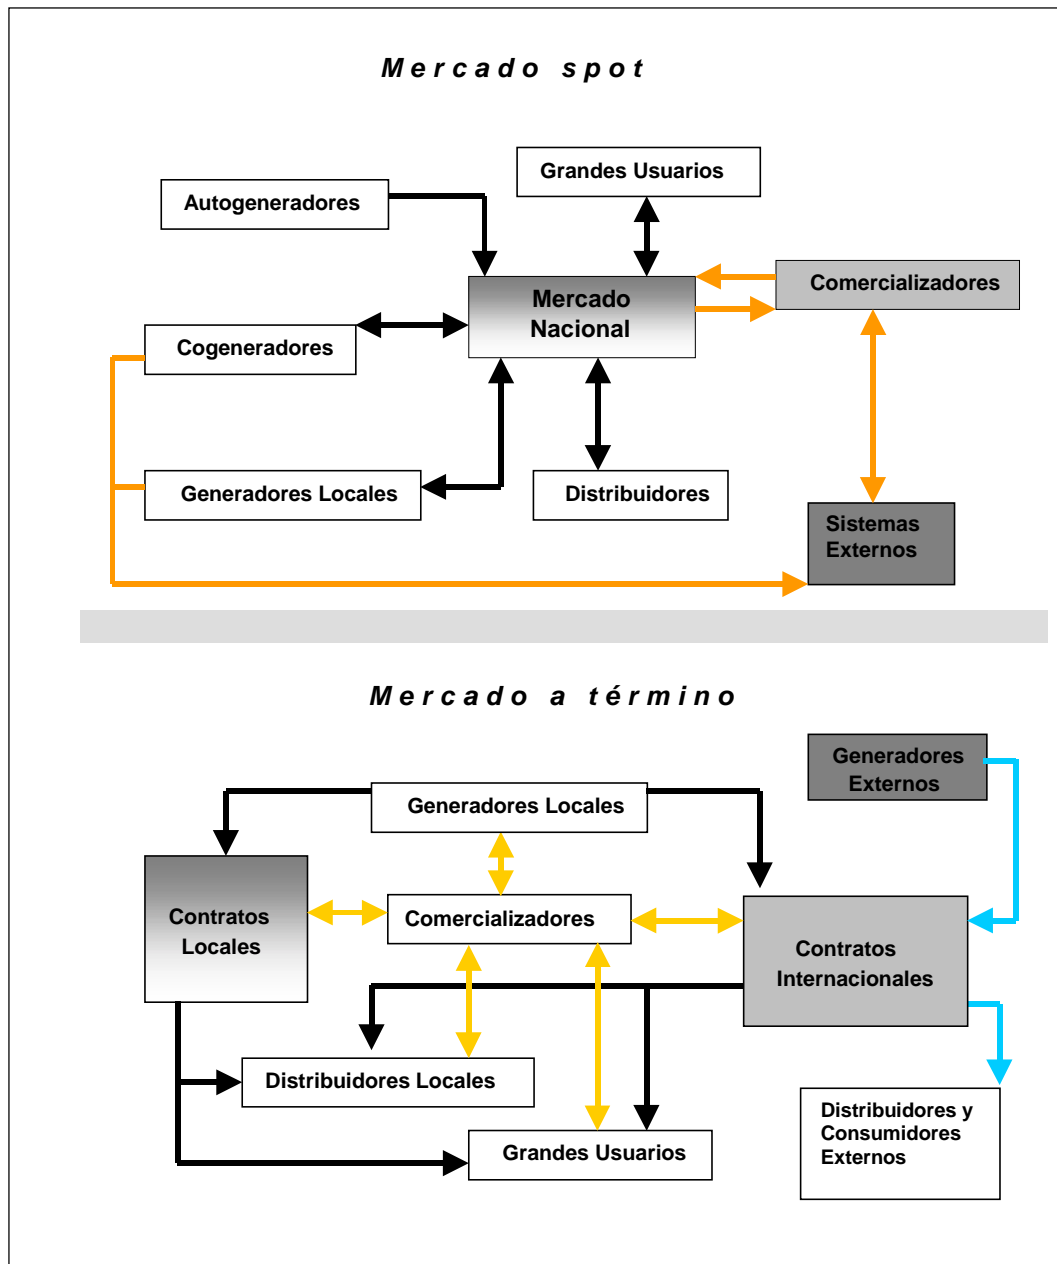 Mercado spot
Grandes Usuarios
Autogeneradores
Comercializadores
Mercado
Nacional
Cogeneradores
Generadores Locales
Distribuidores
Sistemas
Externos
Mercado a término
Generadores
Externos
Generadores Locales
Contratos
Locales
Comercializadores
Contratos
Internacionales
Distribuidores Locales
Distribuidores y
Consumidores
Externos
Grandes Usuarios